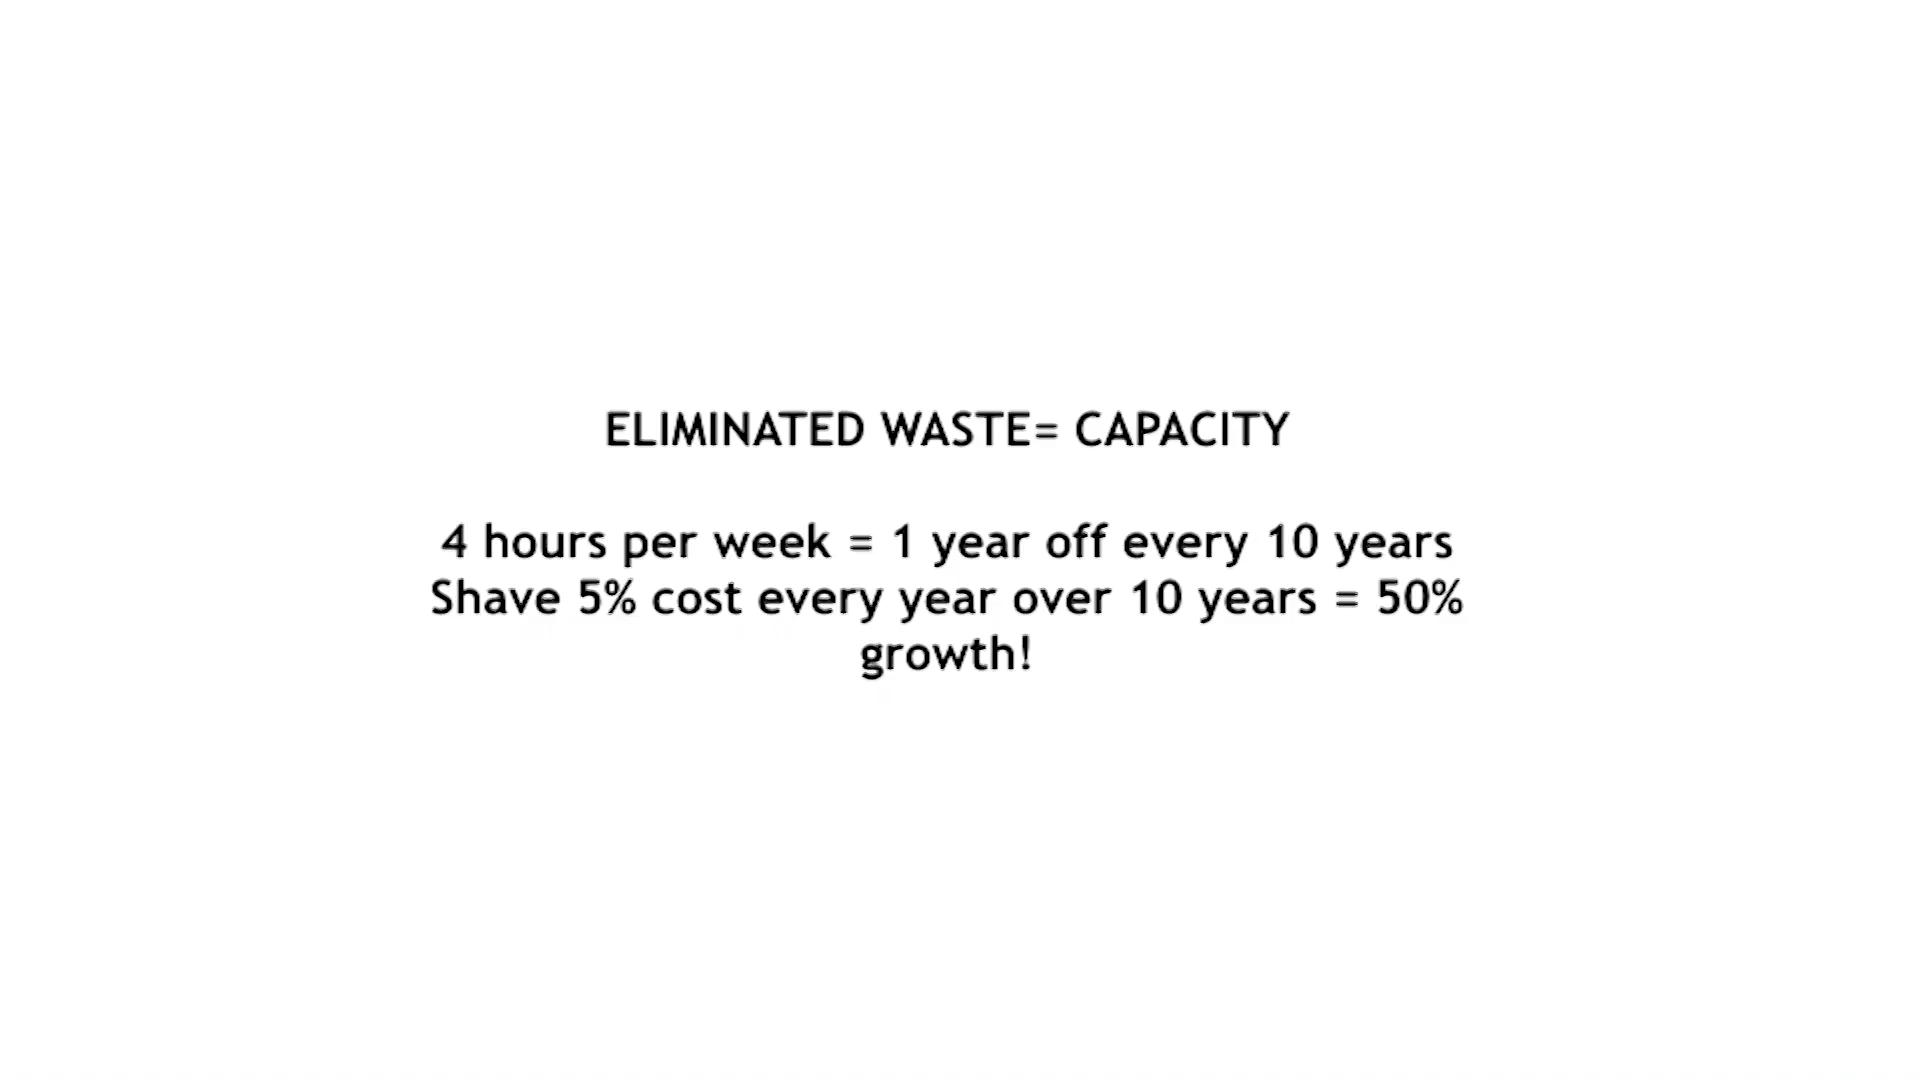 ELIMINATED WASTE= CAPACITY
4 hours per week = 1 year off every 10 years
Shave 5% cost every year over 10 years = 50%
growth!